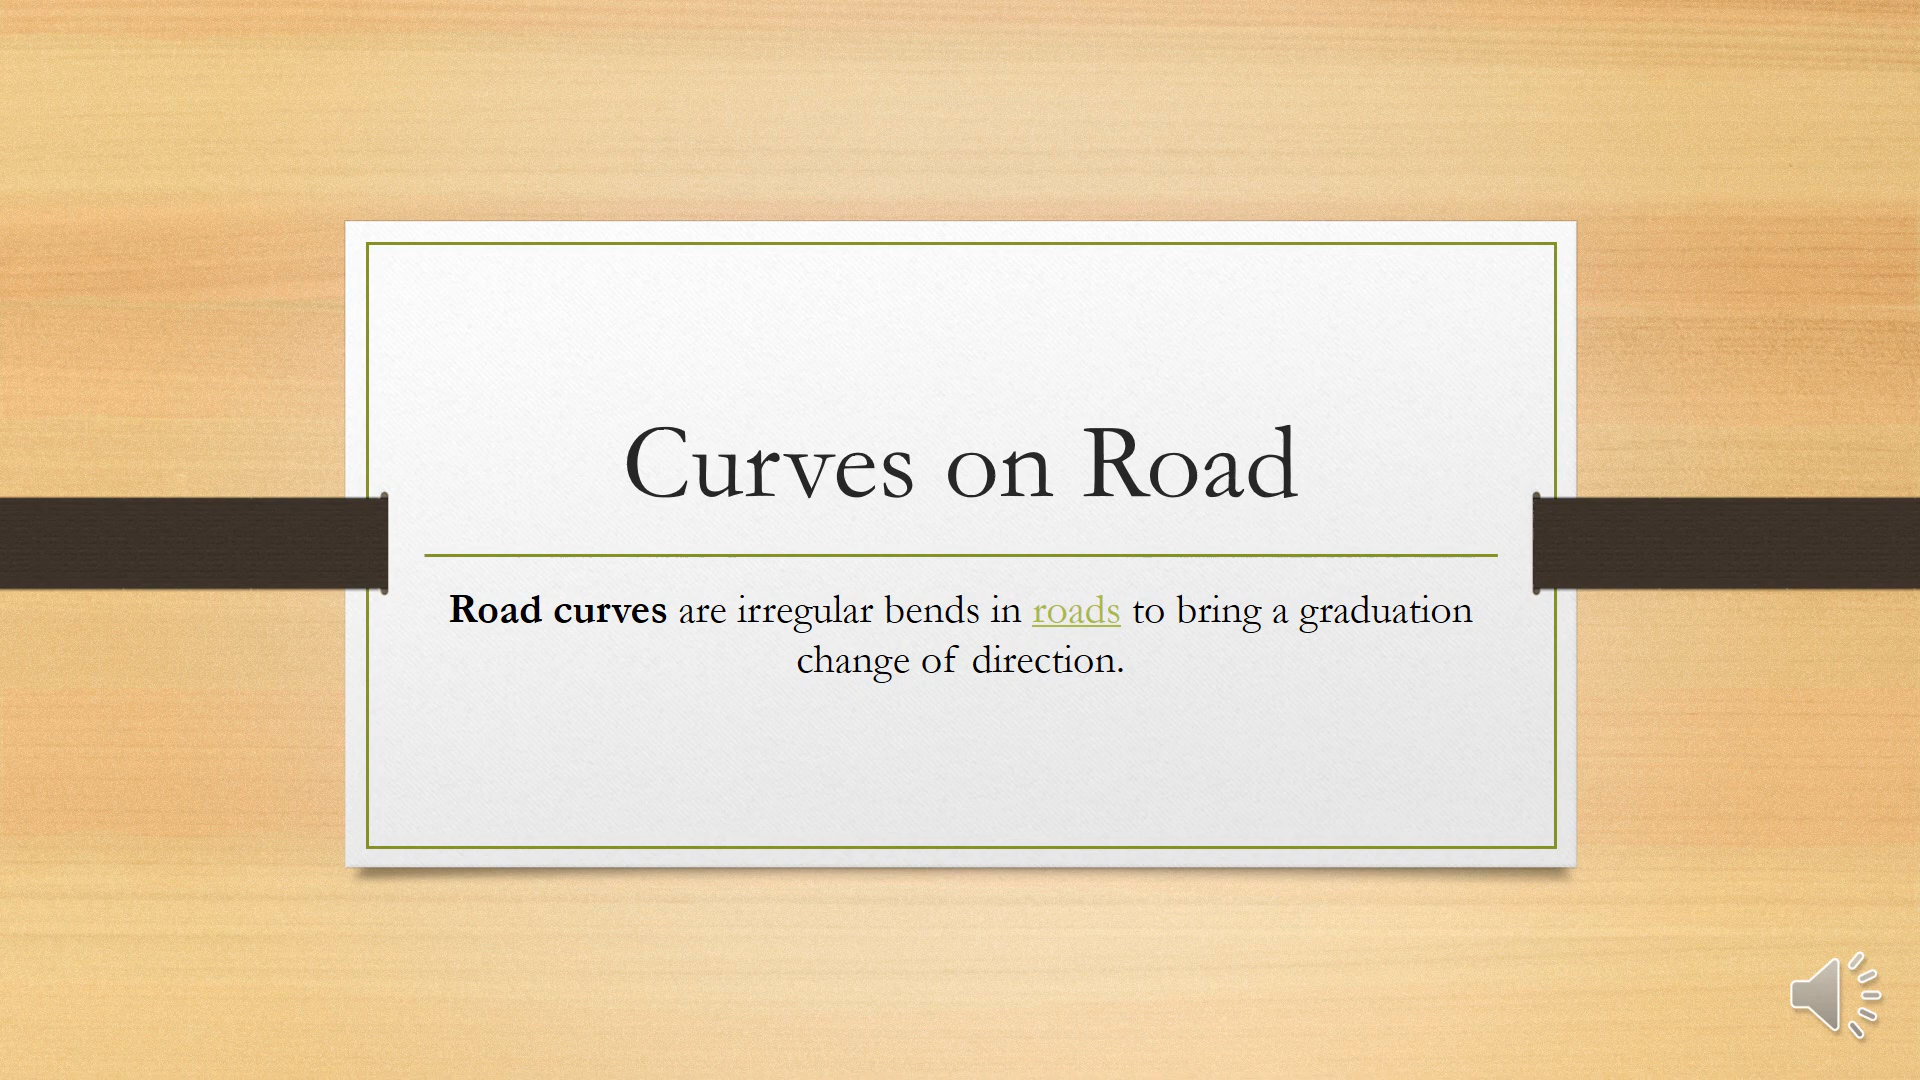 Curves on Road
Road curves are irregular bends in roads to bring a graduation
change of direction.